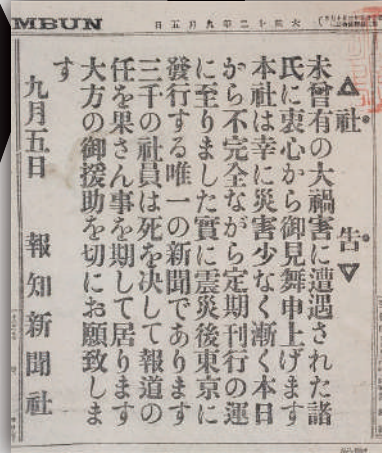 MBUN
大正十二年九月五日
▲社告▼
未曾有の大禍害に遭遇された諸
氏に衷心から御見舞申上げます
本社は幸に災害少なく漸く本日
から不完全ながら定期刊行の運
に至りました實に震災後東京に
發行する唯一の新聞であります
三千の社員は死を決して報道の
任を果さん事を期して居ります
大方の御援助を切にお願致しま
す
九月五日　報知新聞社